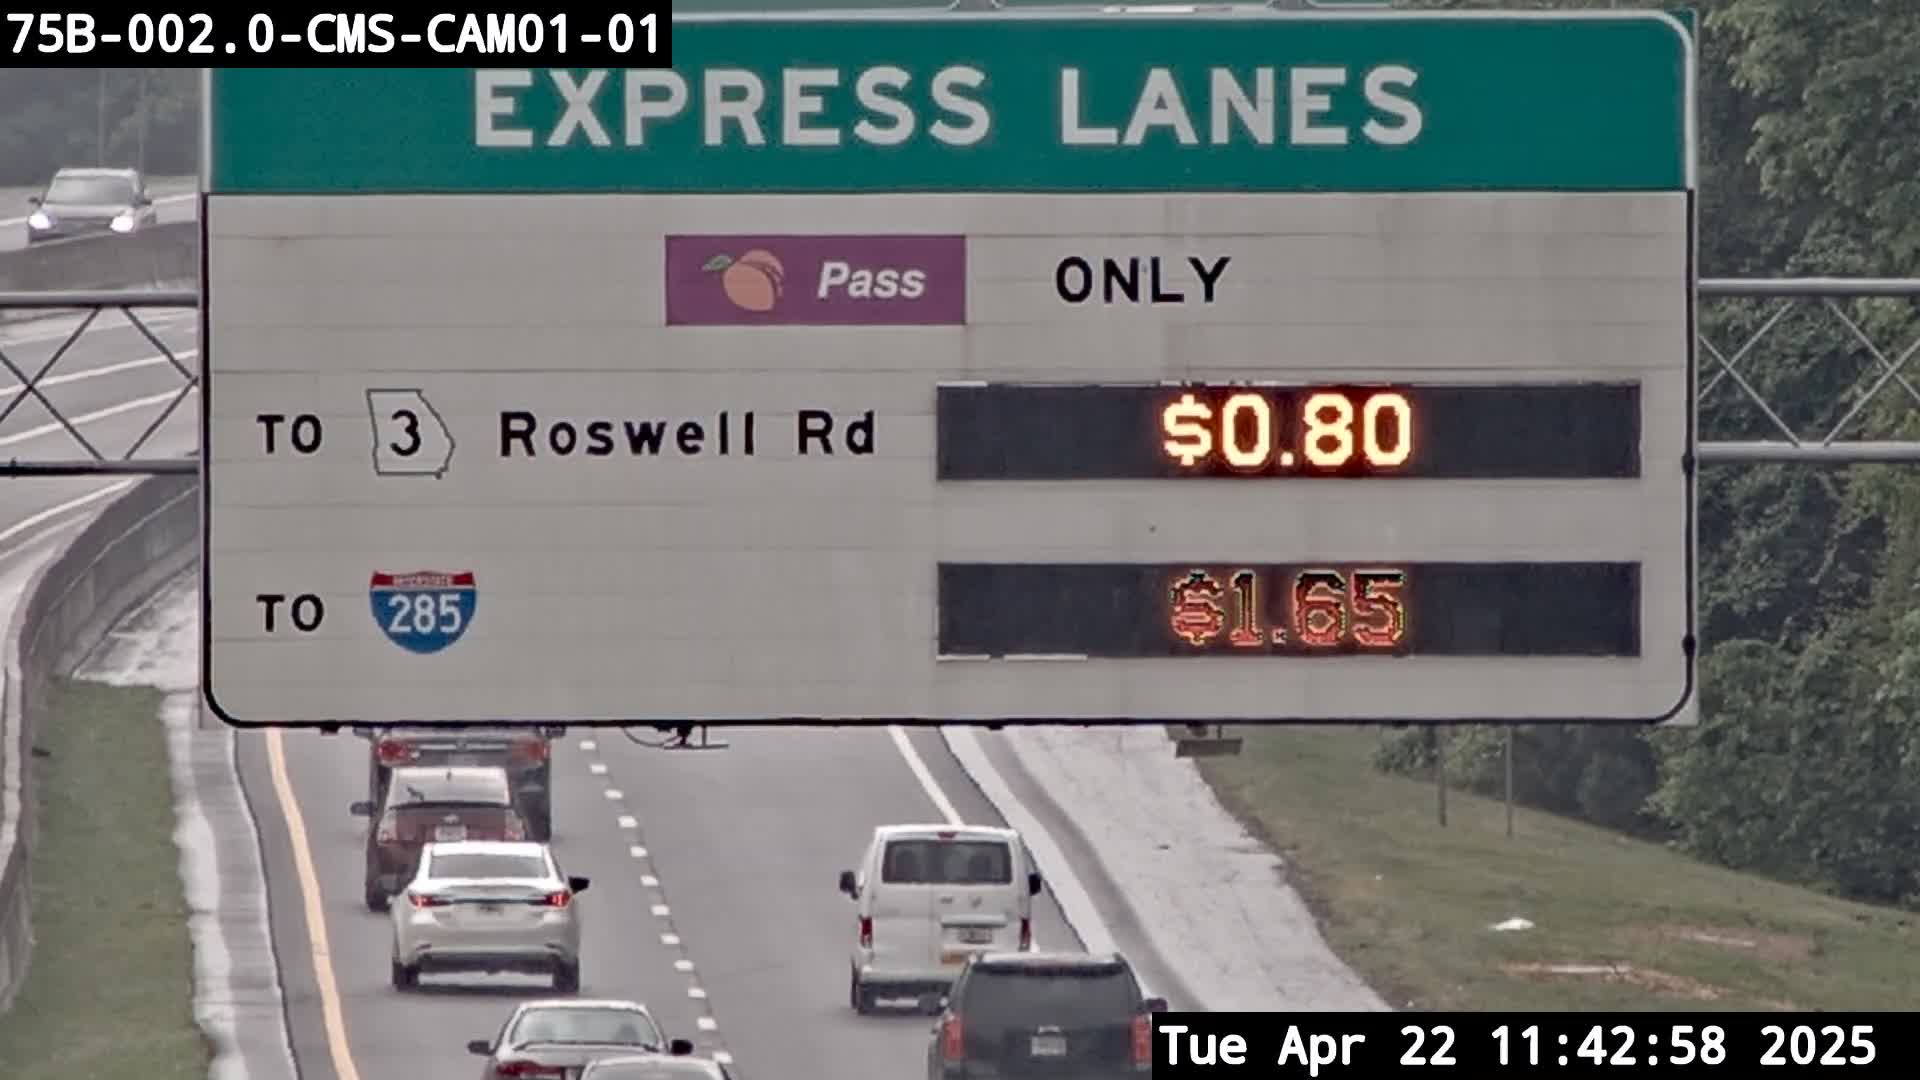 75B-002.0-CMS-CAM01-01
EXPRESS LANES
Pass ONLY
TO 3 Roswell Rd $0.80
INTERSTATE
TO 285 $1.65
Tue Apr 22 11:42:58 2025